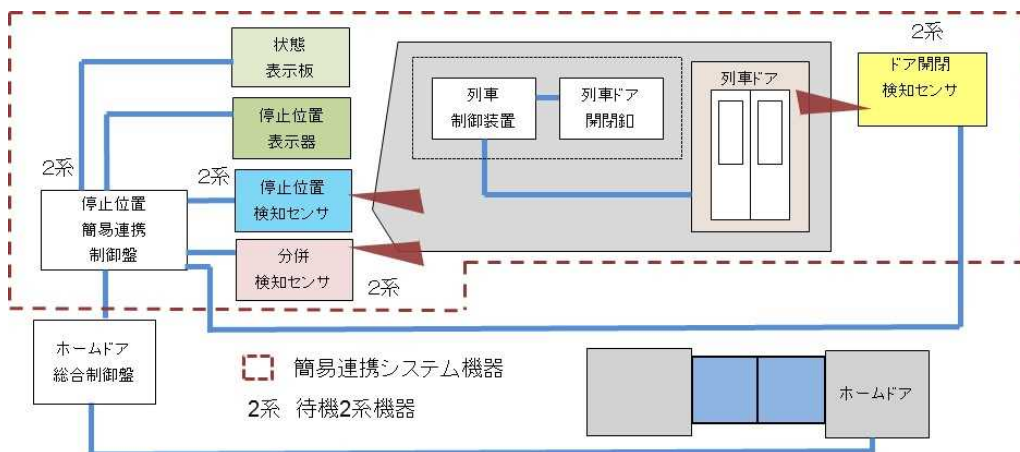 状態
表示板
停止位置
表示器
2系
2系
停止位置
検知センサ
停止位置
簡易連携
制御盤
分併
検知センサ
2系
列車
制御装置
列車ドア
開閉釦
列車ドア
2系
ドア開閉
検知センサ
ホームドア
総合制御盤
簡易連携システム機器
2系 待機2系機器
ホームドア